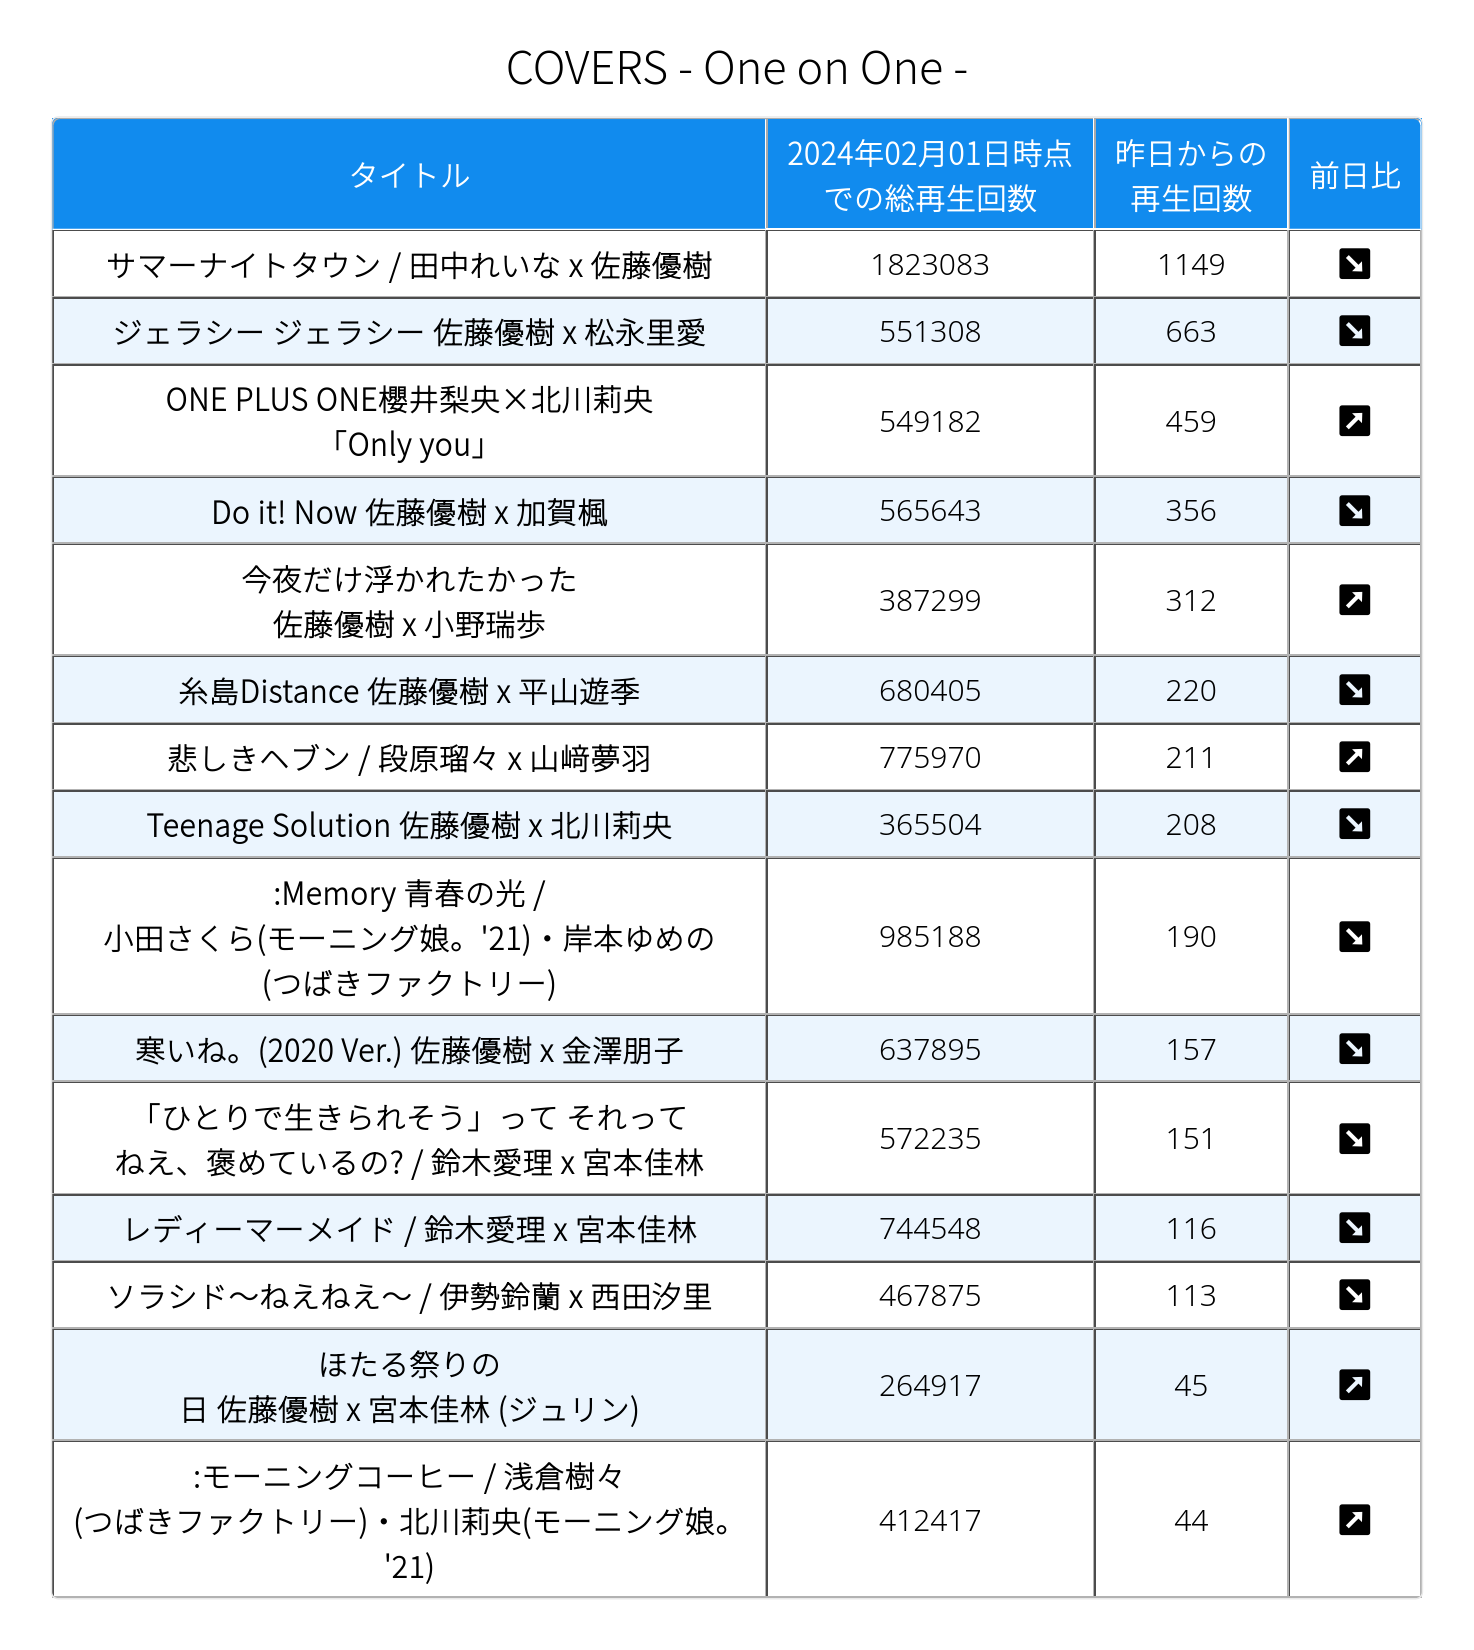 COVERS - One on One -
タイトル
2024年02月01日時点
での総再生回数
昨日からの
再生回数
前日比
サマーナイトタウン / 田中れいな x 佐藤優樹
1823083
1149
ジェラシー ジェラシー 佐藤優樹 x 松永里愛
551308
663
ONE PLUS ONE櫻井梨央×北川莉央
「Only you」
549182
459
Do it! Now 佐藤優樹 x 加賀楓
565643
356
今夜だけ浮かれたかった
佐藤優樹 x 小野瑞歩
387299
312
糸島Distance 佐藤優樹 x 平山遊季
680405
220
悲しきヘブン / 段原瑠々 x 山﨑夢羽
775970
211
Teenage Solution 佐藤優樹 x 北川莉央
365504
208
:Memory 青春の光 /
小田さくら(モーニング娘。'21)・岸本ゆめの
(つばきファクトリー)
985188
190
寒いね。(2020 Ver.) 佐藤優樹 x 金澤朋子
637895
157
「ひとりで生きられそう」って それって
ねえ、褒めているの? / 鈴木愛理 x 宮本佳林
572235
151
レディーマーメイド / 鈴木愛理 x 宮本佳林
744548
116
ソラシド〜ねえねえ〜 / 伊勢鈴蘭 x 西田汐里
467875
113
ほたる祭りの
日 佐藤優樹 x 宮本佳林 (ジュリン)
264917
45
:モーニングコーヒー / 浅倉樹々
(つばきファクトリー)・北川莉央(モーニング娘。
'21)
412417
44